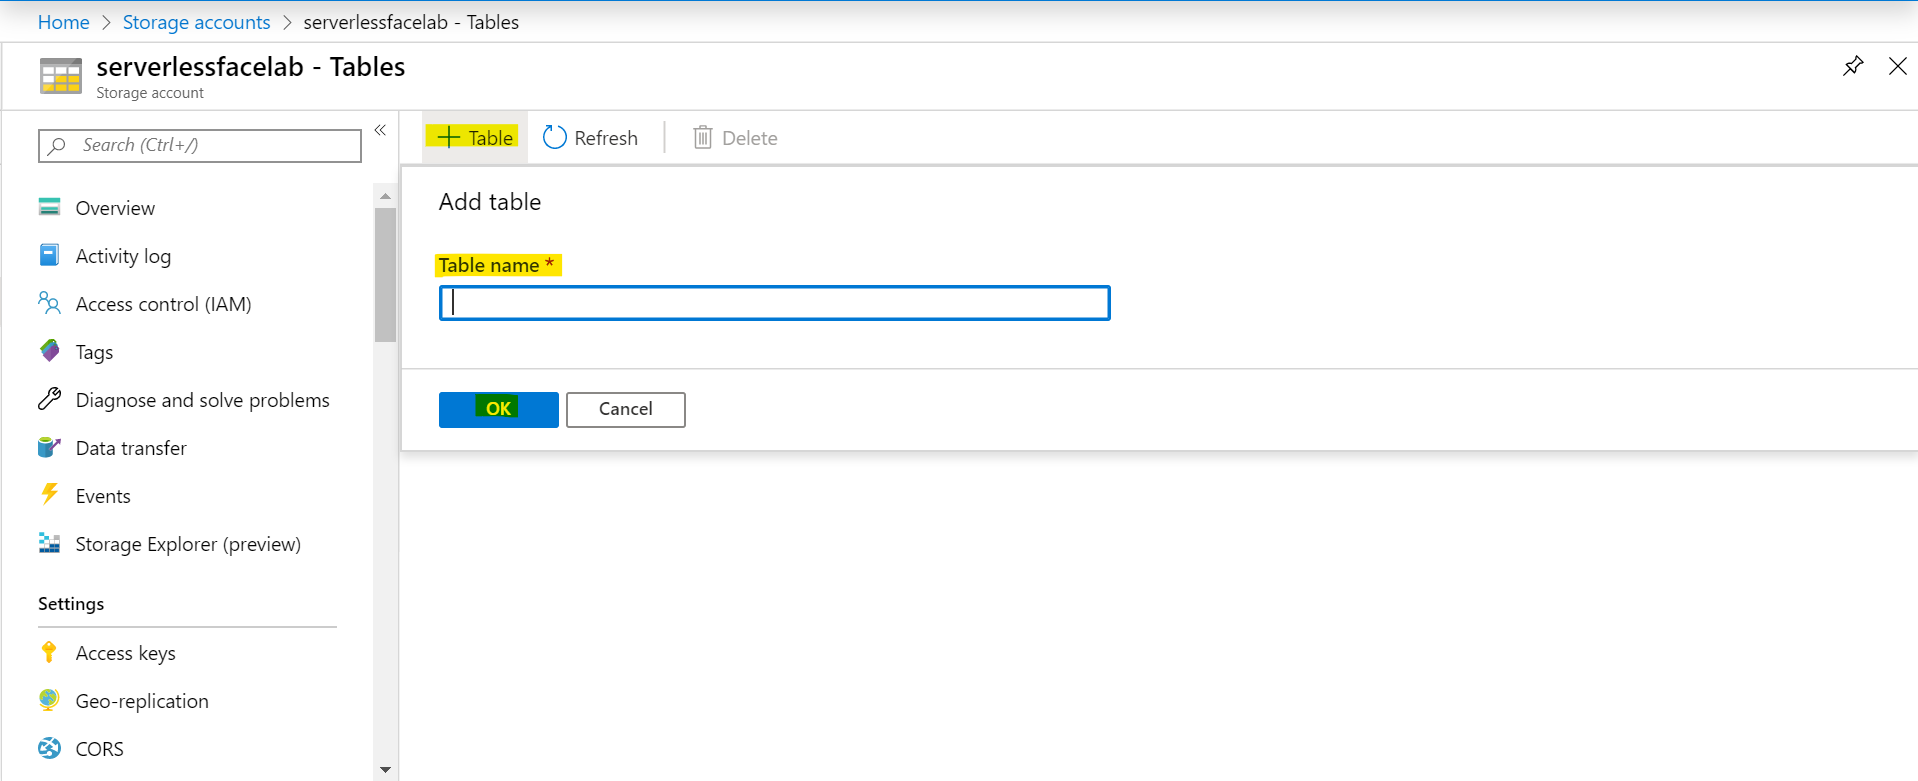 Home > Storage accounts > serverlessfacelab - Tables
serverlessfacelab - Tables
Storage account
Search (Ctrl+/)
«
Overview
Activity log
Access control (IAM)
Tags
Diagnose and solve problems
Data transfer
Events
Storage Explorer (preview)
Settings
Access keys
Geo-replication
CORS
+ Table Refresh Delete
Add table
Table name *
OK Cancel